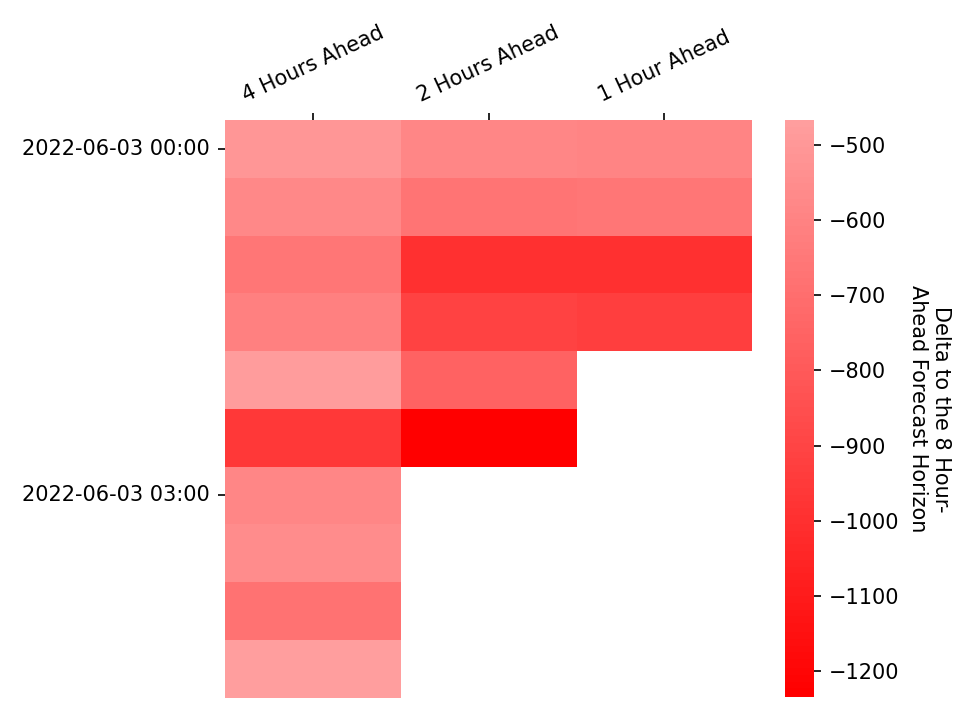 4 Hours Ahead
2 Hours Ahead
1 Hour Ahead
2022-06-03 00:00
2022-06-03 03:00
−500
−600
−700
−800
−900
−1000
−1100
−1200
Delta to the 8 Hour-
Ahead Forecast Horizon